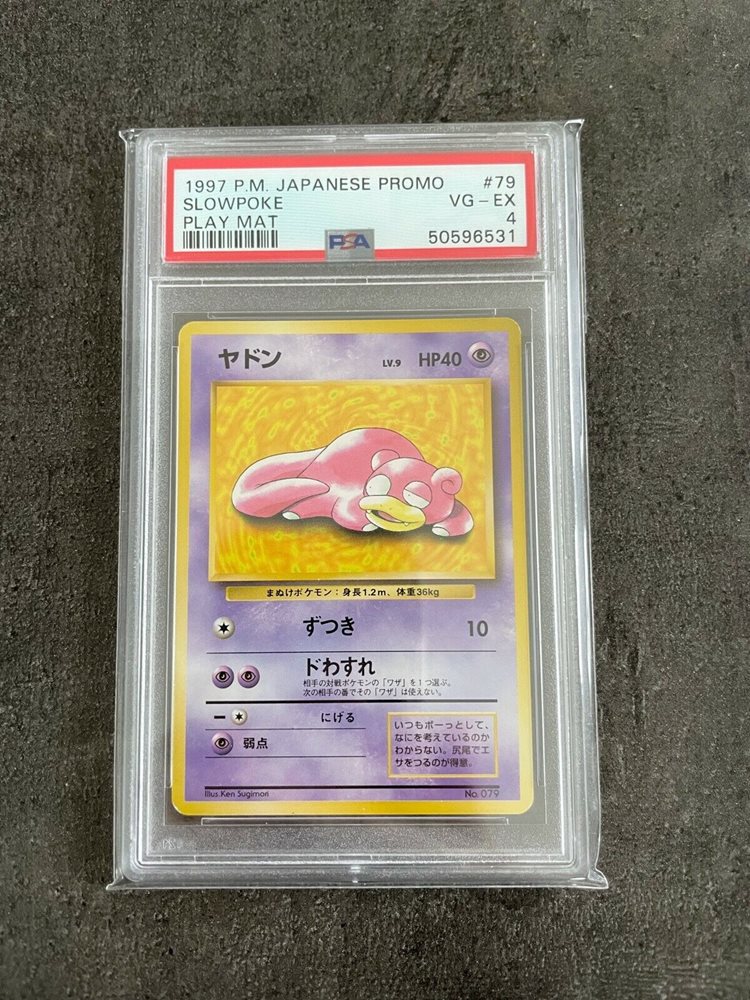 1997 P.M. JAPANESE PROMO #79
SLOWPOKE VG-EX
PLAY MAT 4
PSA 50596531
ヤドン LV.9 HP40
まぬけポケモン：身長1.2m、体重36kg
ずつき 10
ドわすれ
相手の対戦ポケモンの「ワザ」を1つ選ぶ。
次の相手の番でその「ワザ」は使えない。
にげる
弱点
いつもボーっとして、
なにを考えているのか
わからない。尻尾でエ
サをつるのが得意。
Illus Ken Sugimori No. 079